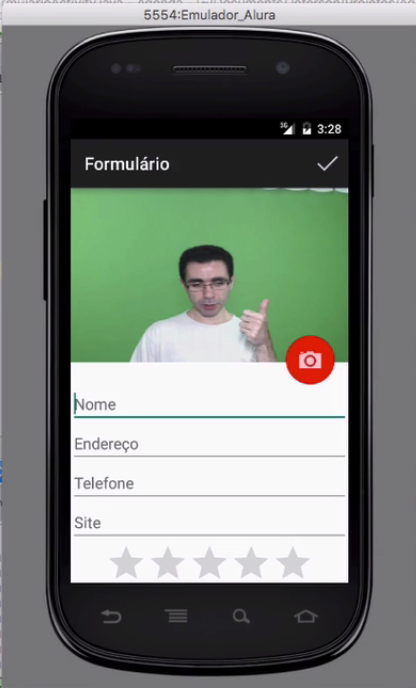 5554:Emulador_Alura
3G 3:28
Formulário
Nome
Endereço
Telefone
Site